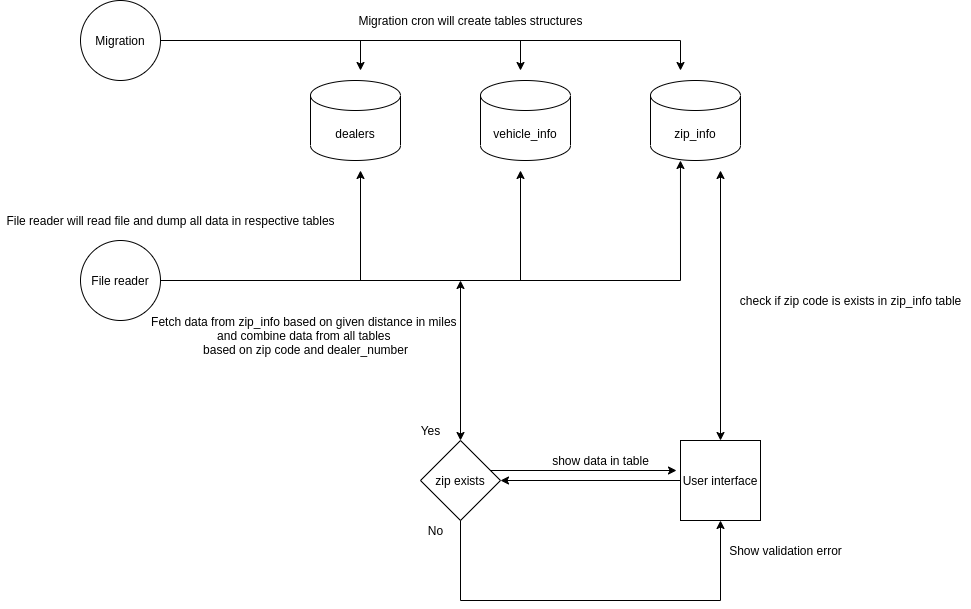 Migration cron will create tables structures
Migration
dealers
vehicle_info
zip_info
File reader will read file and dump all data in respective tables
File reader
check if zip code is exists in zip_info table
Fetch data from zip_info based on given distance in miles
and combine data from all tables
based on zip code and dealer_number
Yes
show data in table
zip exists
User interface
No
Show validation error